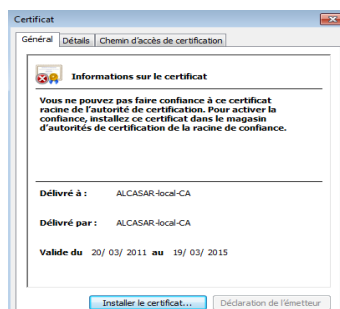 Certificat
Général Détails Chemin d'accès de certification
Informations sur le certificat
Vous ne pouvez pas faire confiance à ce certificat
racine de l'autorité de certification. Pour activer la
confiance, installez ce certificat dans le magasin
d'autorités de certification de la racine de confiance.
Délivré à : ALCASAR-local-CA
Délivré par : ALCASAR-local-CA
Valide du 20/ 03/ 2011 au 19/ 03/ 2015
Installer le certificat... Déclaration de l'émetteur